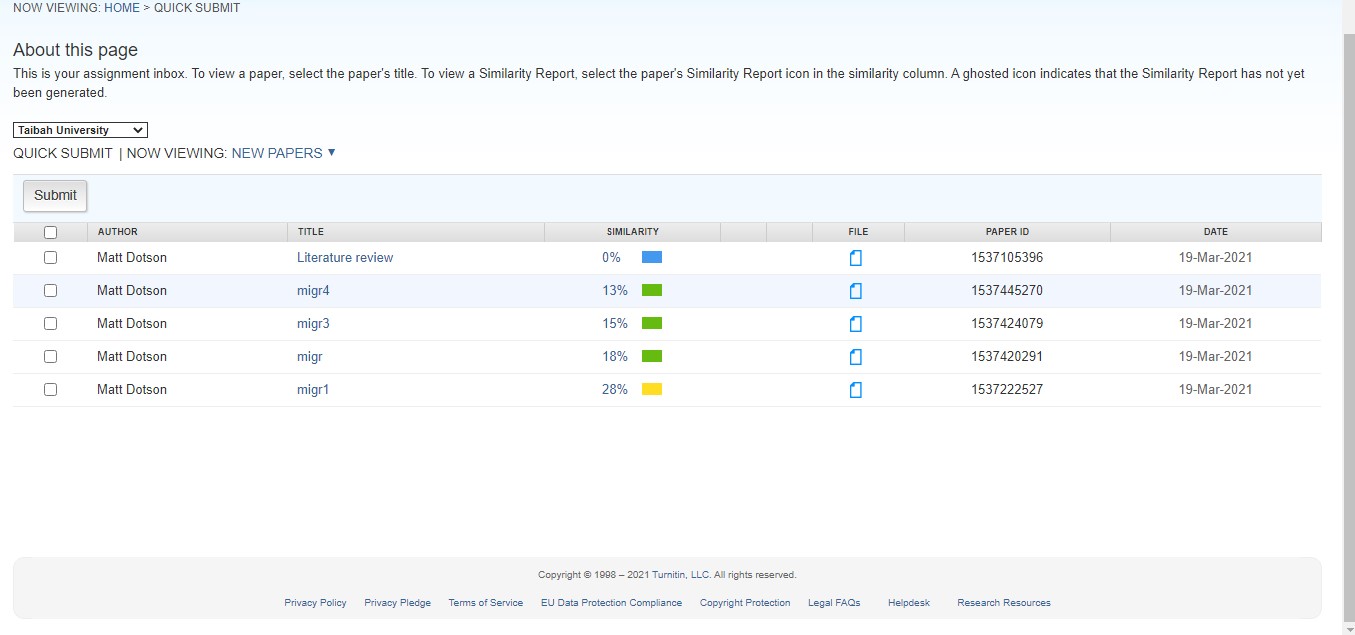 NOW VIEWING: HOME > QUICK SUBMIT
About this page
This is your assignment inbox. To view a paper, select the paper's title. To view a Similarity Report, select the paper's Similarity Report icon in the similarity column. A ghosted icon indicates that the Similarity Report has not yet
been generated.
Taibah University
QUICK SUBMIT | NOW VIEWING: NEW PAPERS ▼
Submit
AUTHOR TITLE SIMILARITY FILE PAPER ID DATE
Matt Dotson Literature review 0% 1537105396 19-Mar-2021
Matt Dotson migr4 13% 1537445270 19-Mar-2021
Matt Dotson migr3 15% 1537424079 19-Mar-2021
Matt Dotson migr 18% 1537420291 19-Mar-2021
Matt Dotson migr1 28% 1537222527 19-Mar-2021
Copyright © 1998 – 2021 Turnitin, LLC. All rights reserved.
Privacy Policy Privacy Pledge Terms of Service EU Data Protection Compliance Copyright Protection Legal FAQs Helpdesk Research Resources